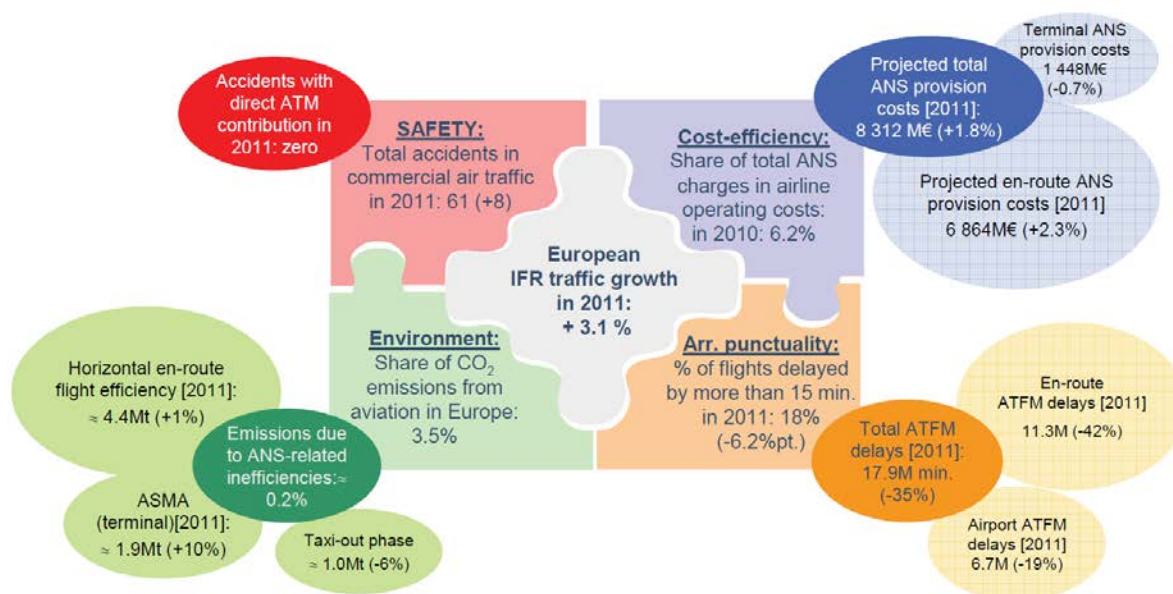 Accidents with
direct ATM
contribution in
2011: zero
SAFETY:
Total accidents in
commercial air traffic
in 2011: 61 (+8)
Cost-efficiency:
Share of total ANS
charges in airline
operating costs:
in 2010: 6.2%
Projected total
ANS provision
costs [2011]:
8 312 M€ (+1.8%)
Terminal ANS
provision costs
1 448M€
(-0.7%)
Projected en-route ANS
provision costs [2011]
6 864M€ (+2.3%)
European
IFR traffic growth
in 2011:
+ 3.1 %
Environment:
Share of CO₂
emissions from
aviation in Europe:
3.5%
Horizontal en-route
flight efficiency [2011]:
≈ 4.4Mt (+1%)
Emissions due
to ANS-related
inefficiencies:≈
0.2%
ASMA
(terminal)[2011]:
≈ 1.9Mt (+10%)
Taxi-out phase
≈ 1.0Mt (-6%)
Arr. punctuality:
% of flights delayed
by more than 15 min.
in 2011: 18%
(-6.2%pt.)
Total ATFM
delays [2011]:
17.9M min.
(-35%)
En-route
ATFM delays [2011]
11.3M (-42%)
Airport ATFM
delays [2011]
6.7M (-19%)